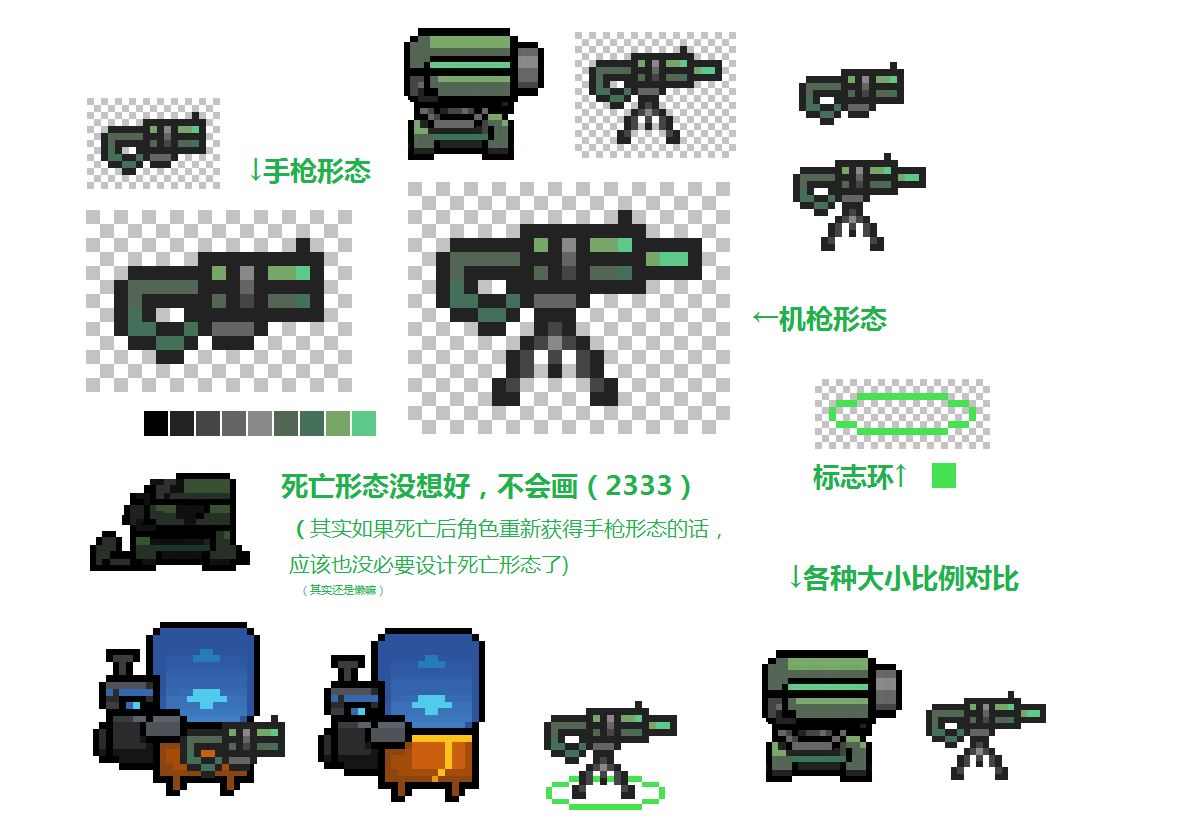 ↓手枪形态
←机枪形态
标志环↑
死亡形态没想好，不会画（2333）
（其实如果死亡后角色重新获得手枪形态的话，
应该也没必要设计死亡形态了)
（其实还是懒嘛）
↓各种大小比例对比